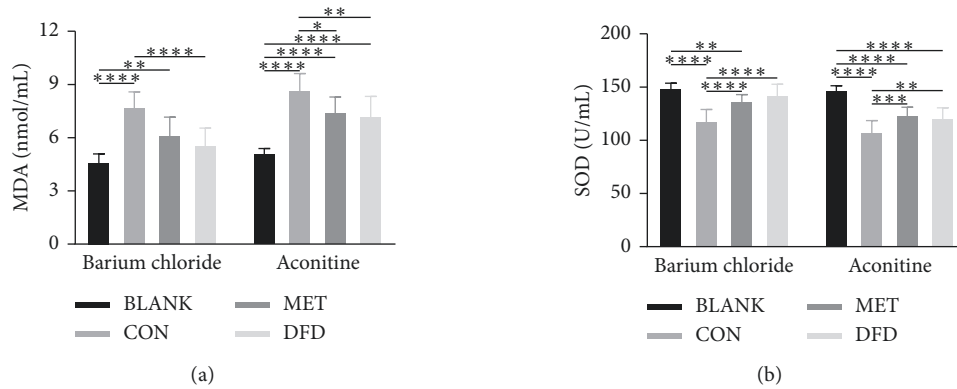 **
*
****
****
****
****
**
****
12
9
6
3
0
MDA (nmol/mL)
Barium chloride Aconitine
BLANK MET
CON DFD
(a)
**
****
****
****
****
****
****
**
***
200
150
100
50
0
SOD (U/mL)
Barium chloride Aconitine
BLANK MET
CON DFD
(b)